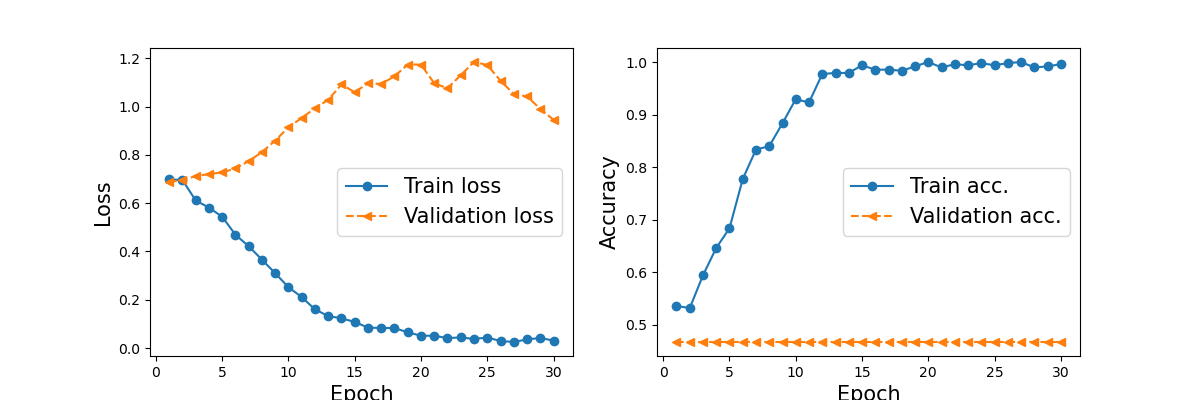 1.2
1.0
0.8
0.6
0.4
0.2
0.0
Loss
Train loss
Validation loss
0 5 10 15 20 25 30
Epoch
1.0
0.9
0.8
0.7
0.6
0.5
Accuracy
Train acc.
Validation acc.
0 5 10 15 20 25 30
Epoch